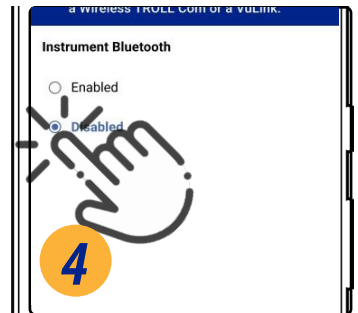 a Wireless TROLL Com or a VuLink.
Instrument Bluetooth
Enabled
Disabled
4